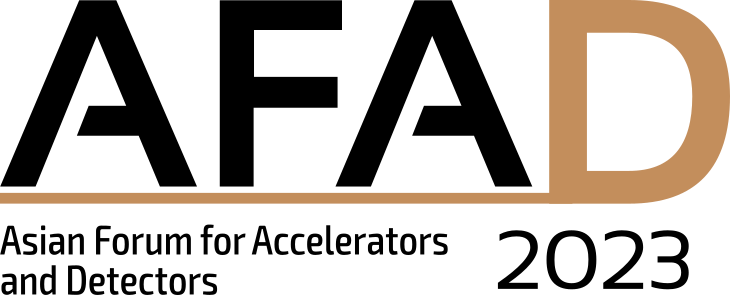 AFAD
Asian Forum for Accelerators
and Detectors
2023